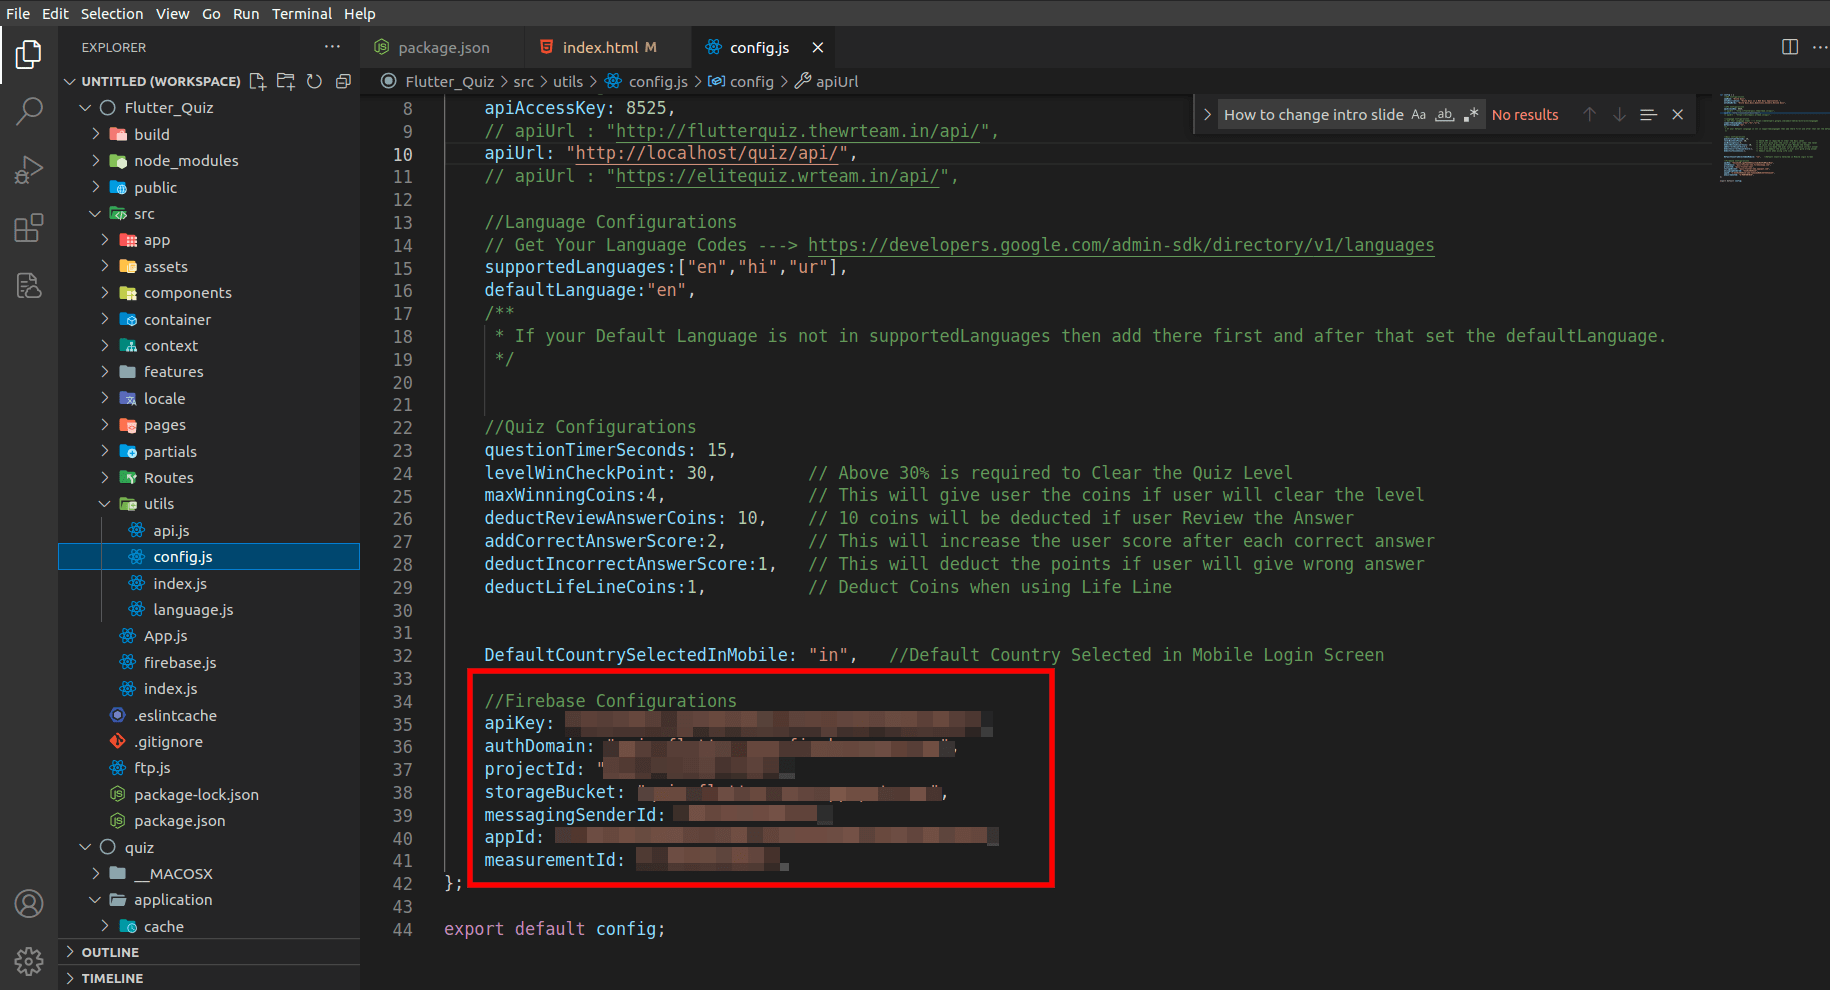 File Edit Selection View Go Run Terminal Help
EXPLORER ···
UNTITLED (WORKSPACE)
Flutter_Quiz
build
node_modules
public
src
app
assets
components
container
context
features
locale
pages
partials
Routes
utils
api.js
config.js
index.js
language.js
App.js
firebase.js
index.js
.eslintcache
.gitignore
ftp.js
package-lock.json
package.json
quiz
__MACOSX
application
cache
OUTLINE
TIMELINE
package.json index.html M config.js ×
Flutter_Quiz > src > utils > config.js > config > apiUrl
How to change intro slide Aa ab .* No results
8 apiAccessKey: 8525,
9 // apiUrl : "http://flutterquiz.thewrteam.in/api/",
10 apiUrl: "http://localhost/quiz/api/",
11 // apiUrl : "https://elitequiz.wrteam.in/api/",
12
13 //Language Configurations
14 // Get Your Language Codes ---> https://developers.google.com/admin-sdk/directory/v1/languages
15 supportedLanguages:["en","hi","ur"],
16 defaultLanguage:"en",
17 /**
18 * If your Default Language is not in supportedLanguages then add there first and after that set the defaultLanguage.
19 */
20
21
22 //Quiz Configurations
23 questionTimerSeconds: 15,
24 levelWinCheckPoint: 30, // Above 30% is required to Clear the Quiz Level
25 maxWinningCoins:4, // This will give user the coins if user will clear the level
26 deductReviewAnswerCoins: 10, // 10 coins will be deducted if user Review the Answer
27 addCorrectAnswerScore:2, // This will increase the user score after each correct answer
28 deductIncorrectAnswerScore:1, // This will deduct the points if user will give wrong answer
29 deductLifeLineCoins:1, // Deduct Coins when using Life Line
30
31
32 DefaultCountrySelectedInMobile: "in", //Default Country Selected in Mobile Login Screen
33
34 //Firebase Configurations
35 apiKey:
36 authDomain: "
37 projectId: "
38 storageBucket: " ",
39 messagingSenderId:
40 appId:
41 measurementId:
42 };
43
44 export default config;